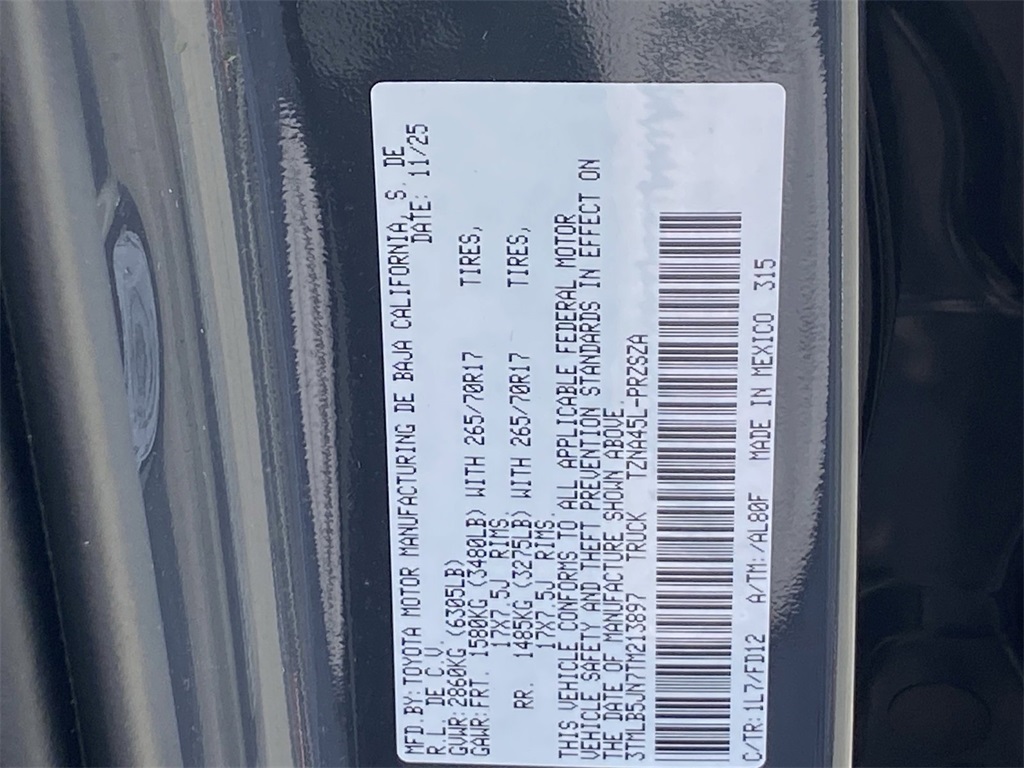 MFD.BY:TOYOTA MOTOR MANUFACTURING DE BAJA CALIFORNIA, S. DE
R.L. DE C.V. DATE: 11/25
GVWR:2860KG (6305LB)
GAWR:FRT. 1580KG (3480LB) WITH 265/70R17 TIRES,
17X7.5J RIMS.
RR. 1485KG (3275LB) WITH 265/70R17 TIRES,
17X7.5J RIMS.
THIS VEHICLE CONFORMS TO ALL APPLICABLE FEDERAL MOTOR
VEHICLE SAFETY AND THEFT PREVENTION STANDARDS IN EFFECT ON
THE DATE OF MANUFACTURE SHOWN ABOVE.
3TMLB5JN7TM213897 TRUCK TZNA45L-PRZSZA
C/TR:1L7/FD12 A/TM:/AL80F MADE IN MEXICO 315